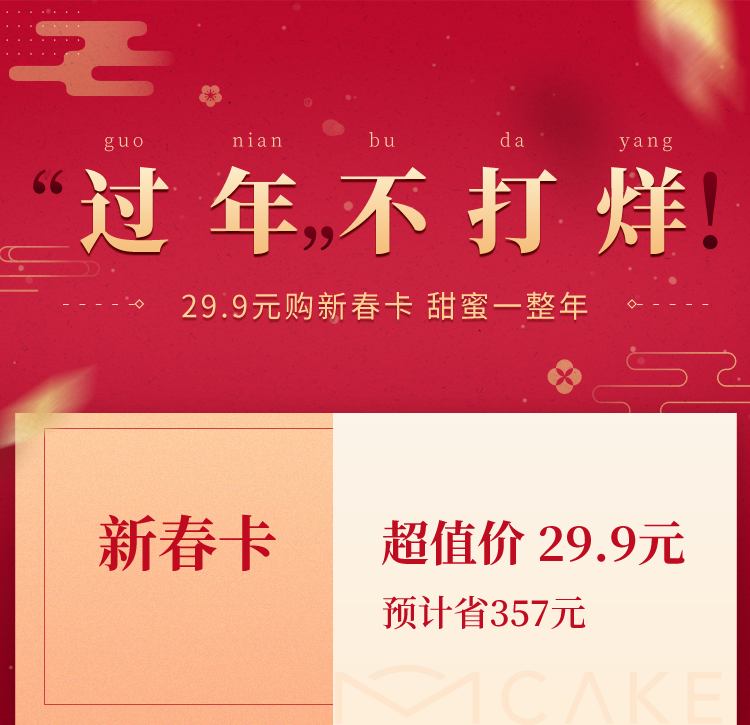 guo nian bu da yang
“过年”不打烊!
29.9元购新春卡 甜蜜一整年
新春卡
超值价 29.9元
预计省357元
MCAKE